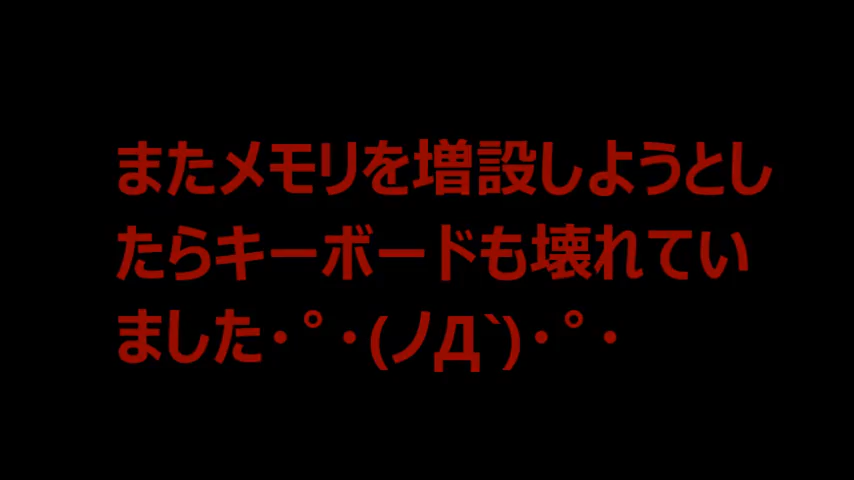 またメモリを増設しようとし
たらキーボードも壊れてい
ました・゜・(ノД`)・゜・